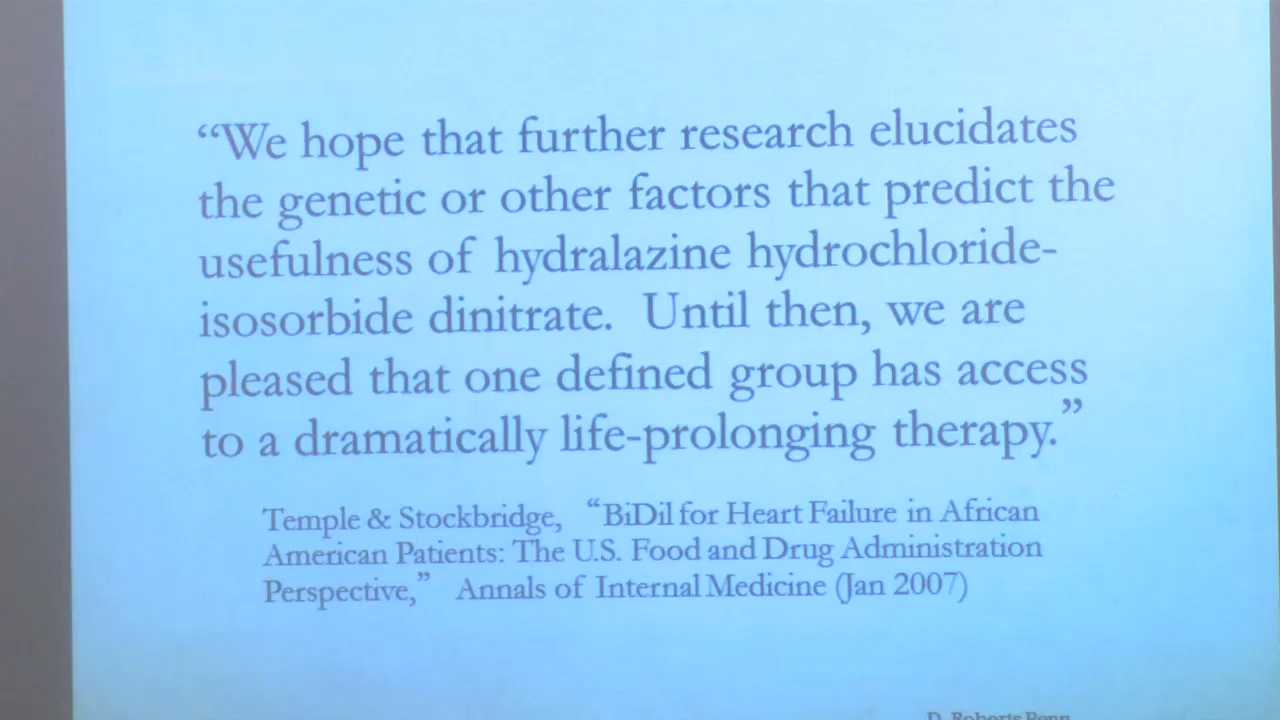 “We hope that further research elucidates
the genetic or other factors that predict the
usefulness of hydralazine hydrochloride-
isosorbide dinitrate. Until then, we are
pleased that one defined group has access
to a dramatically life-prolonging therapy.”
Temple & Stockbridge, “BiDil for Heart Failure in African
American Patients: The U.S. Food and Drug Administration
Perspective,” Annals of Internal Medicine (Jan 2007)
D. Roberts Penn